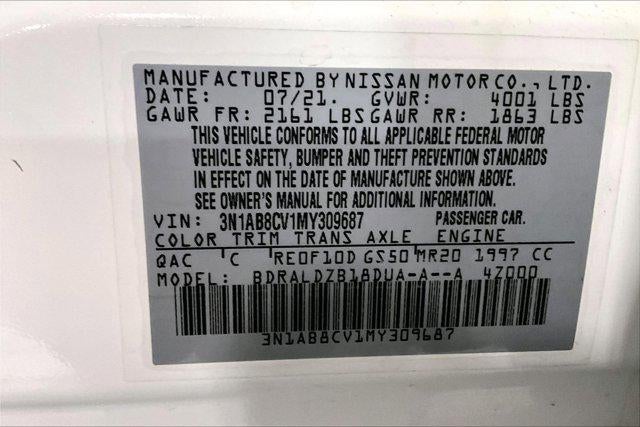 MANUFACTURED BY NISSAN MOTOR CO., LTD.
DATE: 07/21. GVWR: 4001 LBS
GAWR FR: 2161 LBS GAWR RR: 1863 LBS
THIS VEHICLE CONFORMS TO ALL APPLICABLE FEDERAL MOTOR
VEHICLE SAFETY, BUMPER AND THEFT PREVENTION STANDARDS
IN EFFECT ON THE DATE OF MANUFACTURE SHOWN ABOVE.
SEE OWNER'S MANUAL FOR ADDITIONAL INFORMATION.
VIN: 3N1AB8CV1MY309687 PASSENGER CAR.
COLOR TRIM TRANS AXLE ENGINE
QAC C RE0F10D GS50 MR20 1997 CC
MODEL: BDRALDZB18DUA-A--A 4Z000
3N1AB8CV1MY309687